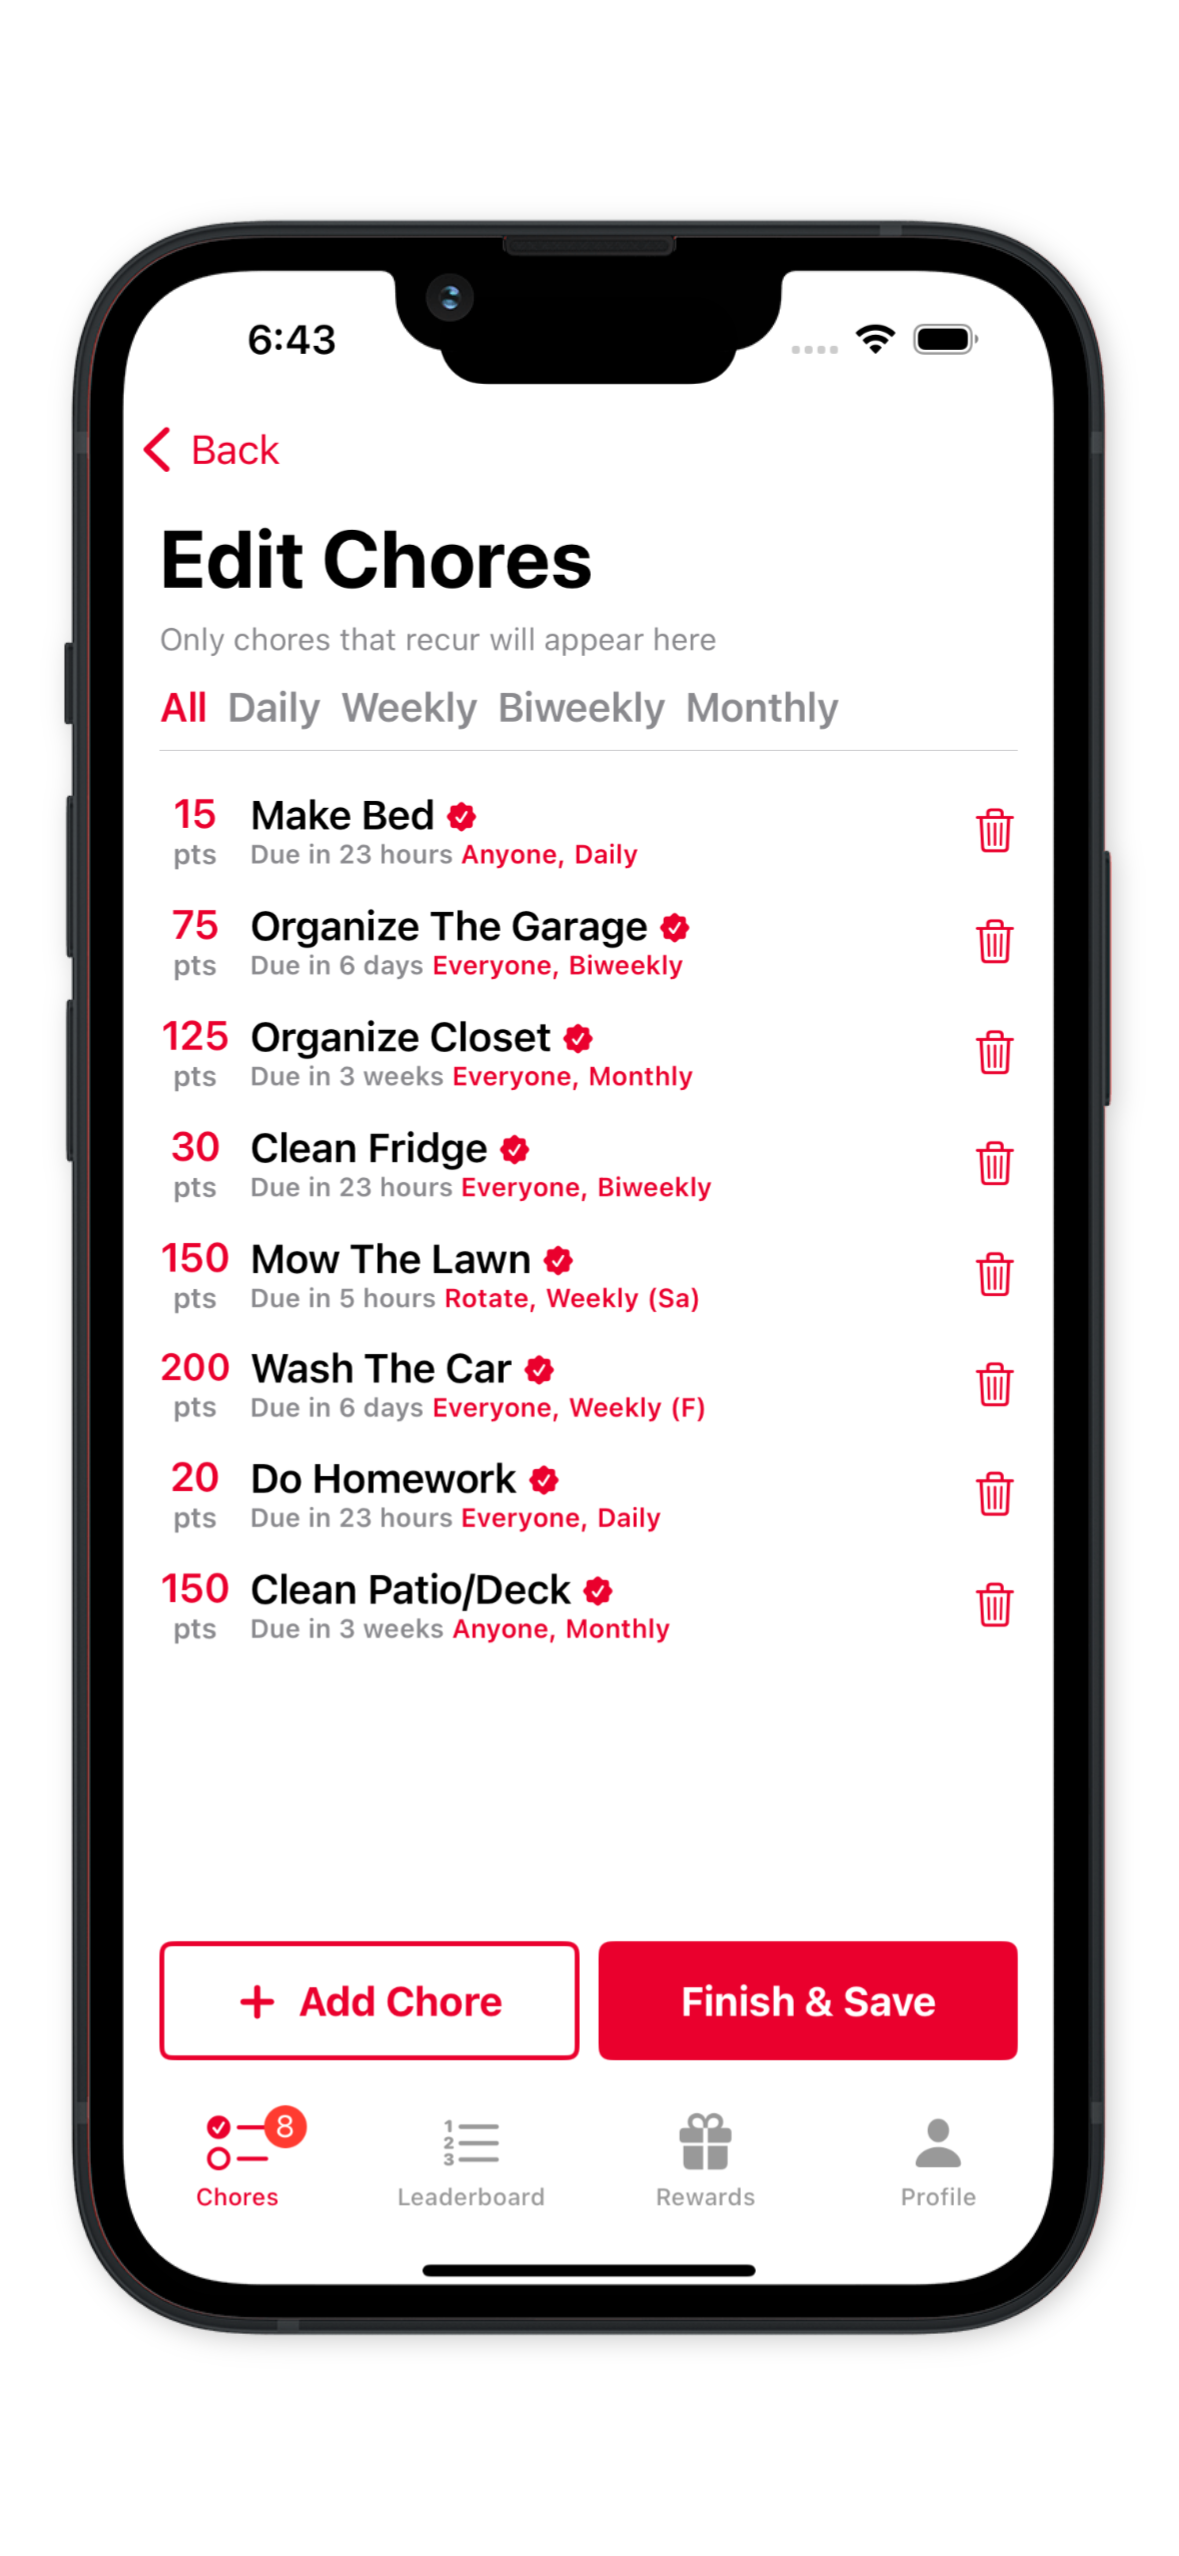 6:43
Back
Edit Chores
Only chores that recur will appear here
All Daily Weekly Biweekly Monthly
15 Make Bed
pts Due in 23 hours Anyone, Daily
75 Organize The Garage
pts Due in 6 days Everyone, Biweekly
125 Organize Closet
pts Due in 3 weeks Everyone, Monthly
30 Clean Fridge
pts Due in 23 hours Everyone, Biweekly
150 Mow The Lawn
pts Due in 5 hours Rotate, Weekly (Sa)
200 Wash The Car
pts Due in 6 days Everyone, Weekly (F)
20 Do Homework
pts Due in 23 hours Everyone, Daily
150 Clean Patio/Deck
pts Due in 3 weeks Anyone, Monthly
+ Add Chore Finish & Save
8
1
2
3
Chores Leaderboard Rewards Profile